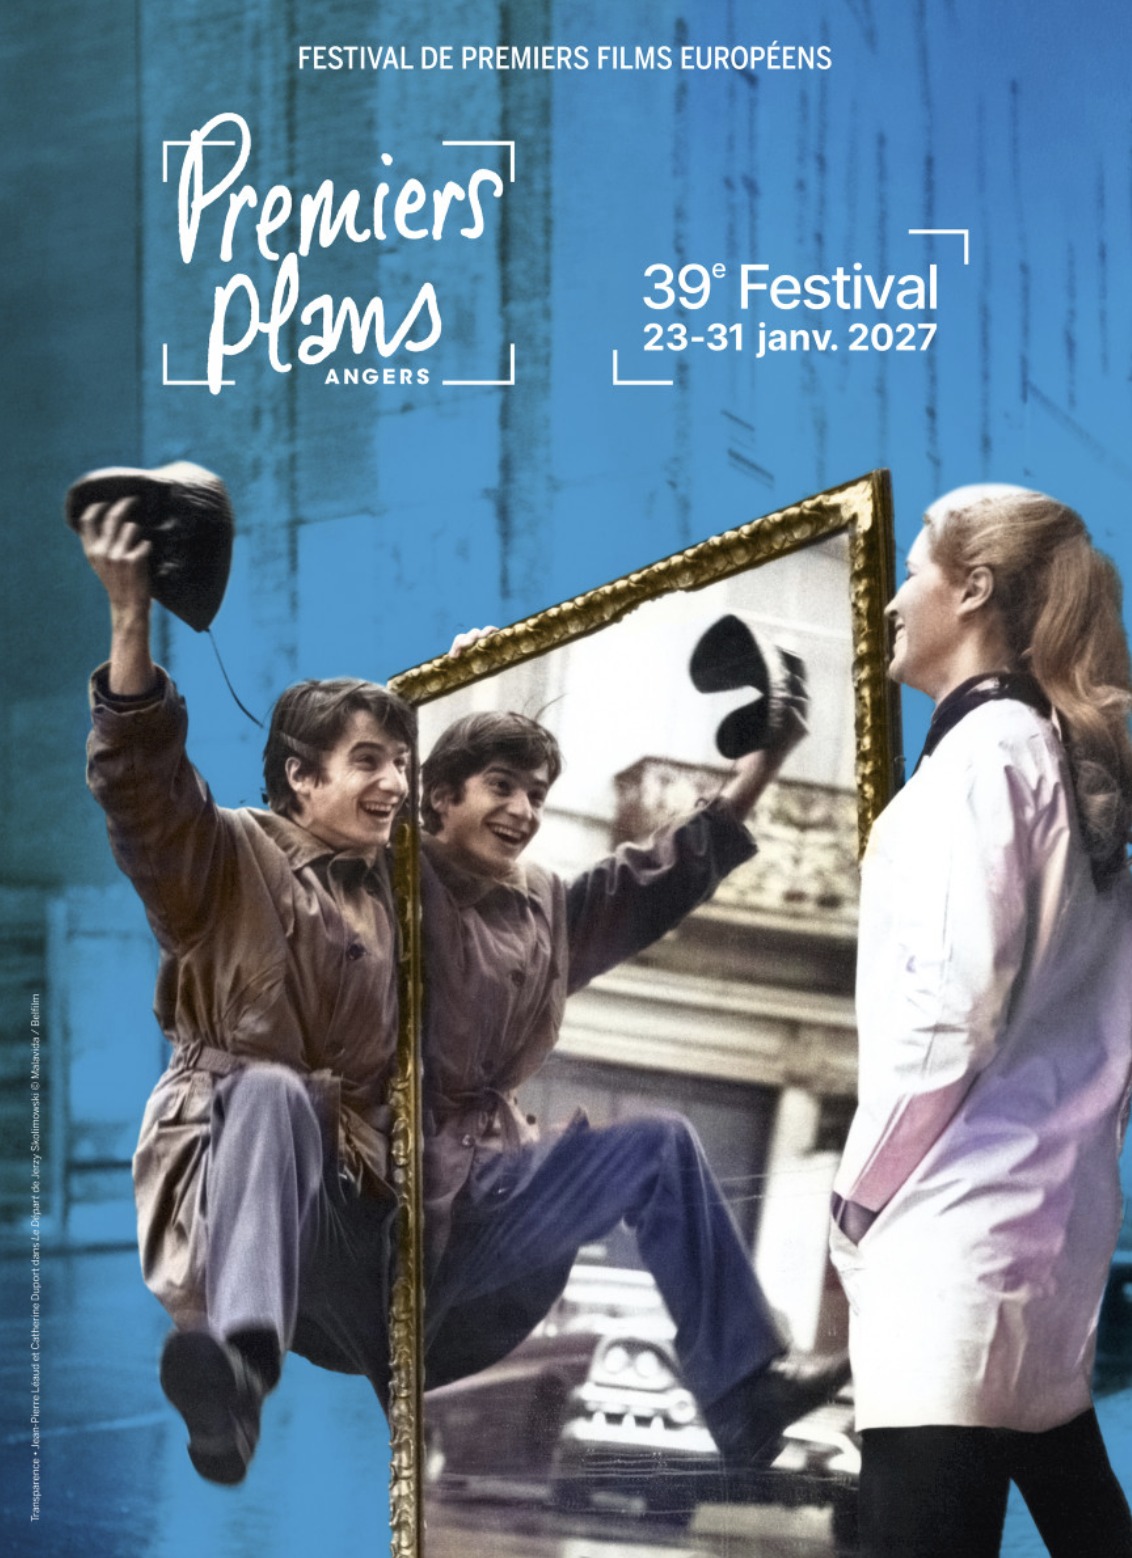 FESTIVAL DE PREMIERS FILMS EUROPÉENS
Premiers
plans
ANGERS
39e Festival
23-31 janv. 2027
Transparence • Jean-Pierre Léaud et Catherine Duport dans Le Départ de Jerzy Skolimowski © Malavida / Belfilm